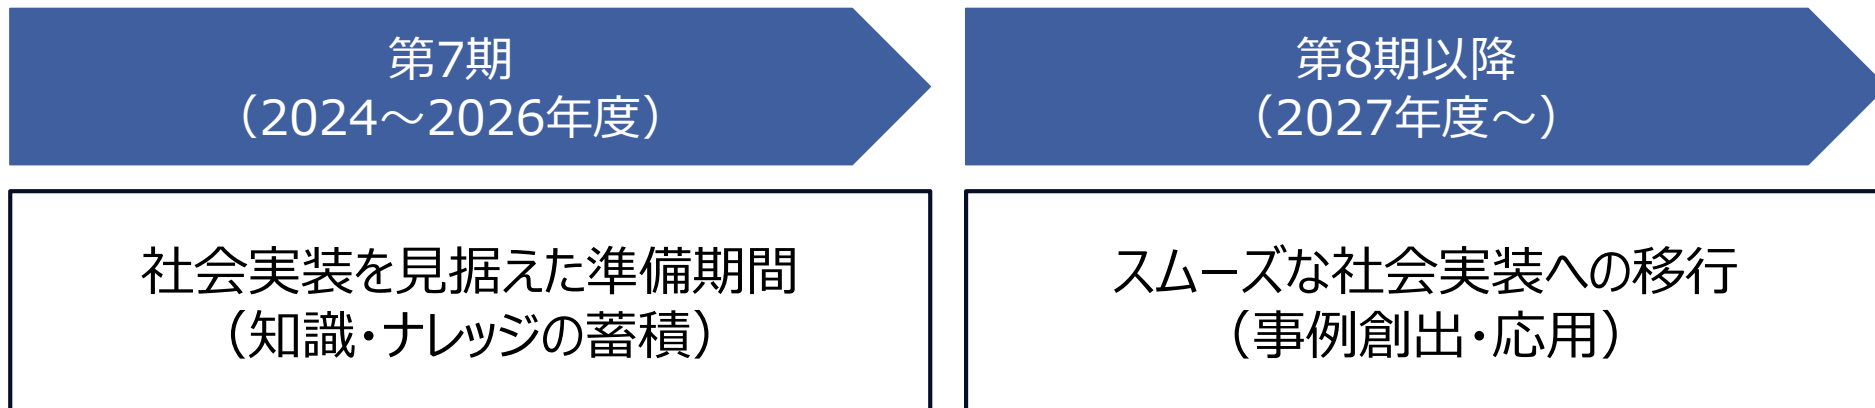 第7期
（2024～2026年度）
第8期以降
（2027年度～）
社会実装を見据えた準備期間
（知識・ナレッジの蓄積）
スムーズな社会実装への移行
（事例創出・応用）